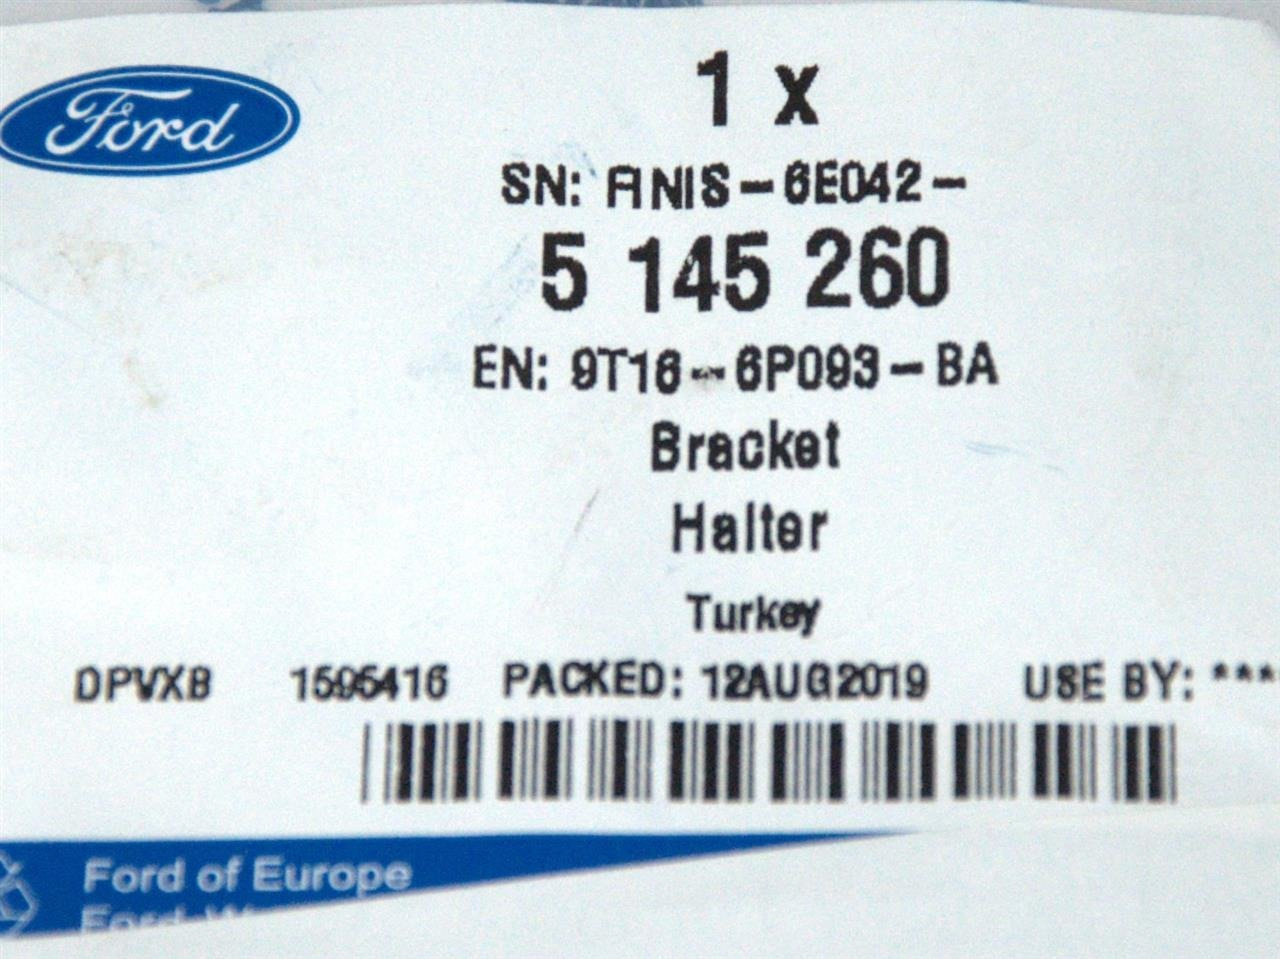 Ford
1 x
SN: FINIS-6E042-
5 145 260
EN: 9T16-6P093-BA
Bracket
Halter
Turkey
DPVXB 1595416 PACKED: 12AUG2019 USE BY: ***
Ford of Europe